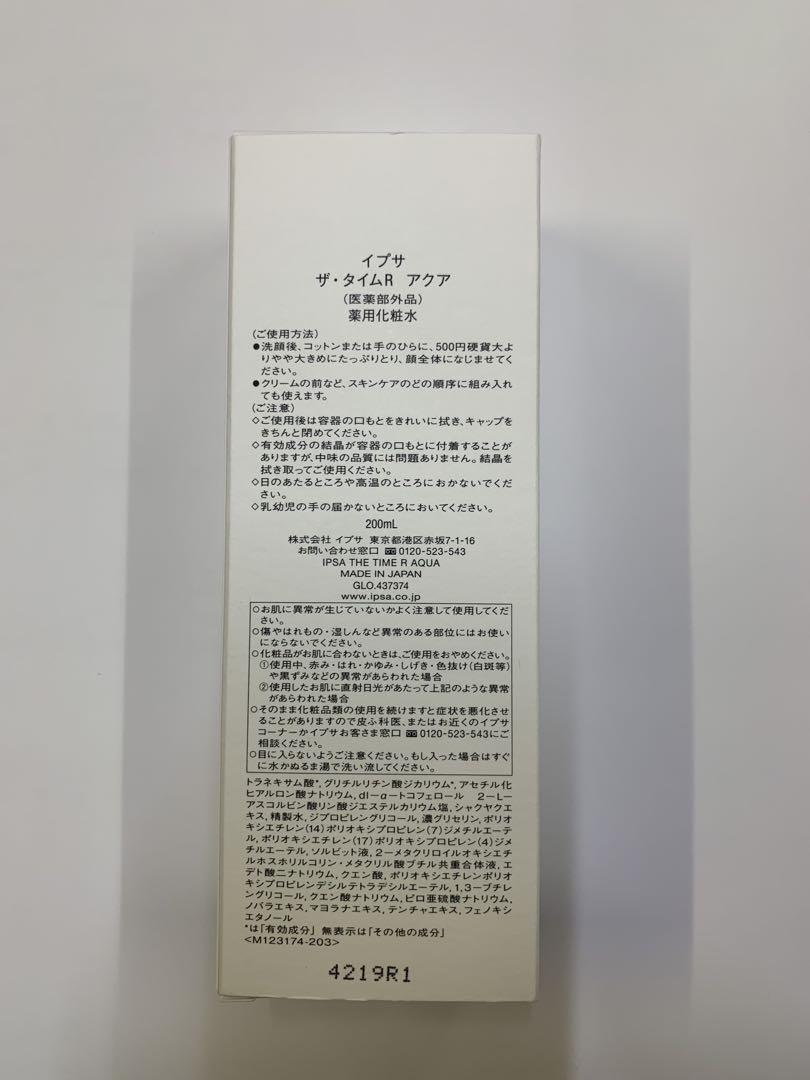 イプサ
ザ・タイムR アクア
(医薬部外品)
薬用化粧水
(ご使用方法)
●洗顔後、コットンまたは手のひらに、500円硬貨大よ
りやや大きめにたっぷりとり、顔全体になじませてく
ださい。
●クリームの前など、スキンケアのどの順序に組み入れ
ても使えます。
(ご注意)
◇ご使用後は容器の口もとをきれいに拭き、キャップを
きちんと閉めてください。
◇有効成分の結晶が容器の口もとに付着することが
ありますが、中味の品質には問題ありません。結晶を
拭き取ってご使用ください。
◇日のあたるところや高温のところにおかないでくだ
さい。
◇乳幼児の手の届かないところにおいてください。
200mL
株式会社 イプサ 東京都港区赤坂7-1-16
お問い合わせ窓口 0120-523-543
IPSA THE TIME R AQUA
MADE IN JAPAN
GLO.437374
www.ipsa.co.jp
○お肌に異常が生じていないかよく注意して使用してくだ
さい。
○傷やはれもの・湿しんなど異常のある部位にはお使い
にならないでください。
○化粧品がお肌に合わないときは、ご使用をおやめください。
①使用中、赤み・はれ・かゆみ・しげき・色抜け(白斑等)
や黒ずみなどの異常があらわれた場合
②使用したお肌に直射日光があたって上記のような異常
があらわれた場合
○そのまま化粧品類の使用を続けますと症状を悪化させ
ることがありますので皮ふ科医、またはお近くのイプサ
コーナーかイプサお客さま窓口 0120-523-543にご
相談ください。
○目に入らないようご注意ください。もし入った場合はすぐ
に水かぬるま湯で洗い流してください。
トラネキサム酸*, グリチルリチン酸ジカリウム*, アセチル化
ヒアルロン酸ナトリウム, dl-α-トコフェロール 2-L-
アスコルビン酸リン酸ジエステルカリウム塩, シャクヤクエ
キス, 精製水, ジプロピレングリコール, 濃グリセリン, ポリオ
キシエチレン(14)ポリオキシプロピレン(7)ジメチルエーテ
ル, ポリオキシエチレン(17)ポリオキシプロピレン(4)ジメ
チルエーテル, ソルビット液, 2-メタクリロイルオキシエチ
ルホスホリルコリン・メタクリル酸ブチル共重合体液, エ
デト酸二ナトリウム, クエン酸, ポリオキシエチレンポリオ
キシプロピレンデシルテトラデシルエーテル, 1,3-ブチレ
ングリコール, クエン酸ナトリウム, ピロ亜硫酸ナトリウム,
ノバラエキス, マヨラナエキス, テンチャエキス, フェノキシ
エタノール
*は「有効成分」 無表示は「その他の成分」
<M123174-203>
4219R1